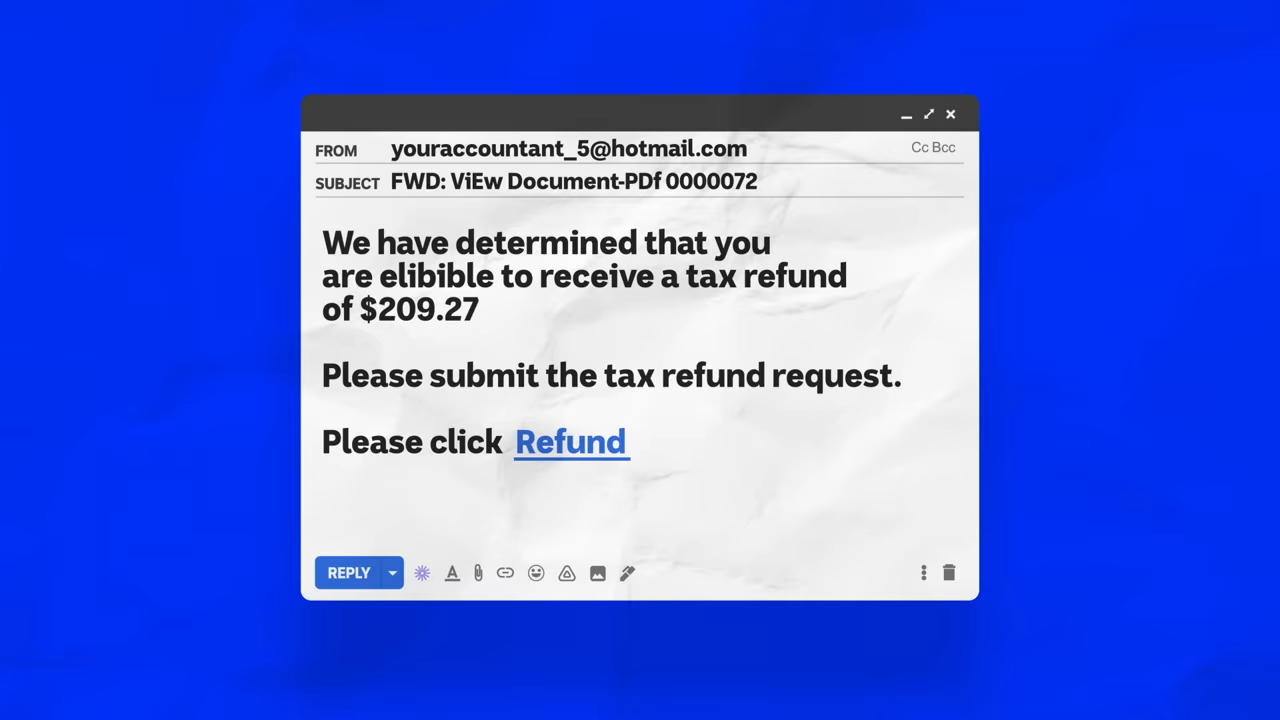 Cc Bcc
FROM youraccountant_5@hotmail.com
SUBJECT FWD: ViEw Document-PDf 0000072
We have determined that you
are elibible to receive a tax refund
of $209.27
Please submit the tax refund request.
Please click Refund
REPLY